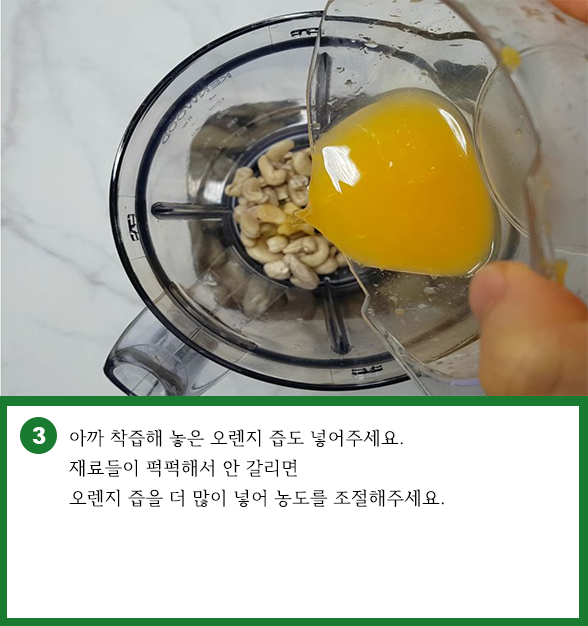 KENWOOD
3
아까 착즙해 놓은 오렌지 즙도 넣어주세요.
재료들이 퍽퍽해서 안 갈리면
오렌지 즙을 더 많이 넣어 농도를 조절해주세요.